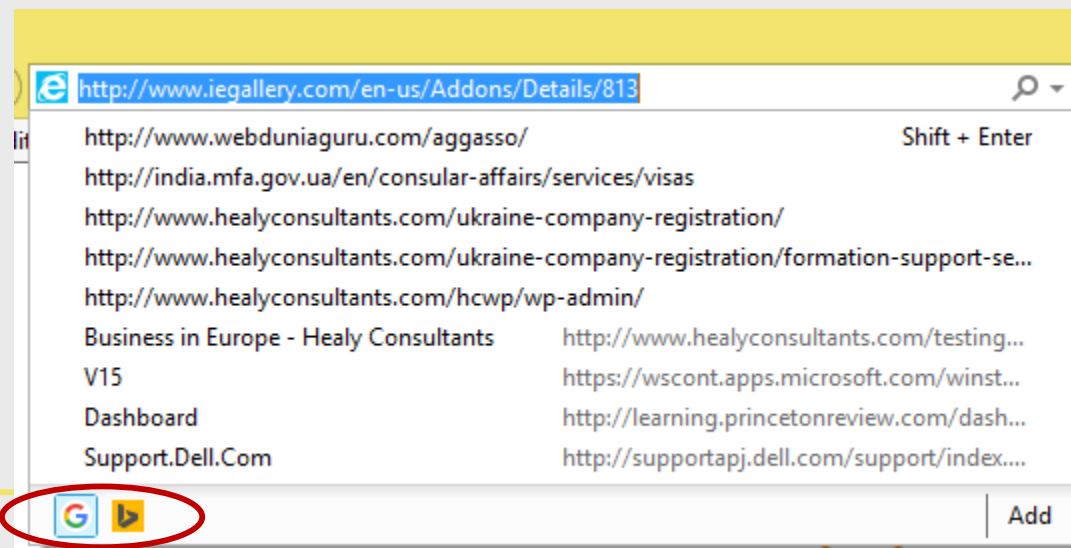 http://www.iegallery.com/en-us/Addons/Details/813
http://www.webduniaguru.com/aggasso/ Shift + Enter
http://india.mfa.gov.ua/en/consular-affairs/services/visas
http://www.healyconsultants.com/ukraine-company-registration/
http://www.healyconsultants.com/ukraine-company-registration/formation-support-se...
http://www.healyconsultants.com/hcwp/wp-admin/
Business in Europe - Healy Consultants http://www.healyconsultants.com/testing...
V15 https://wscont.apps.microsoft.com/winst...
Dashboard http://learning.princetonreview.com/dash...
Support.Dell.Com http://supportapj.dell.com/support/index....
G Add